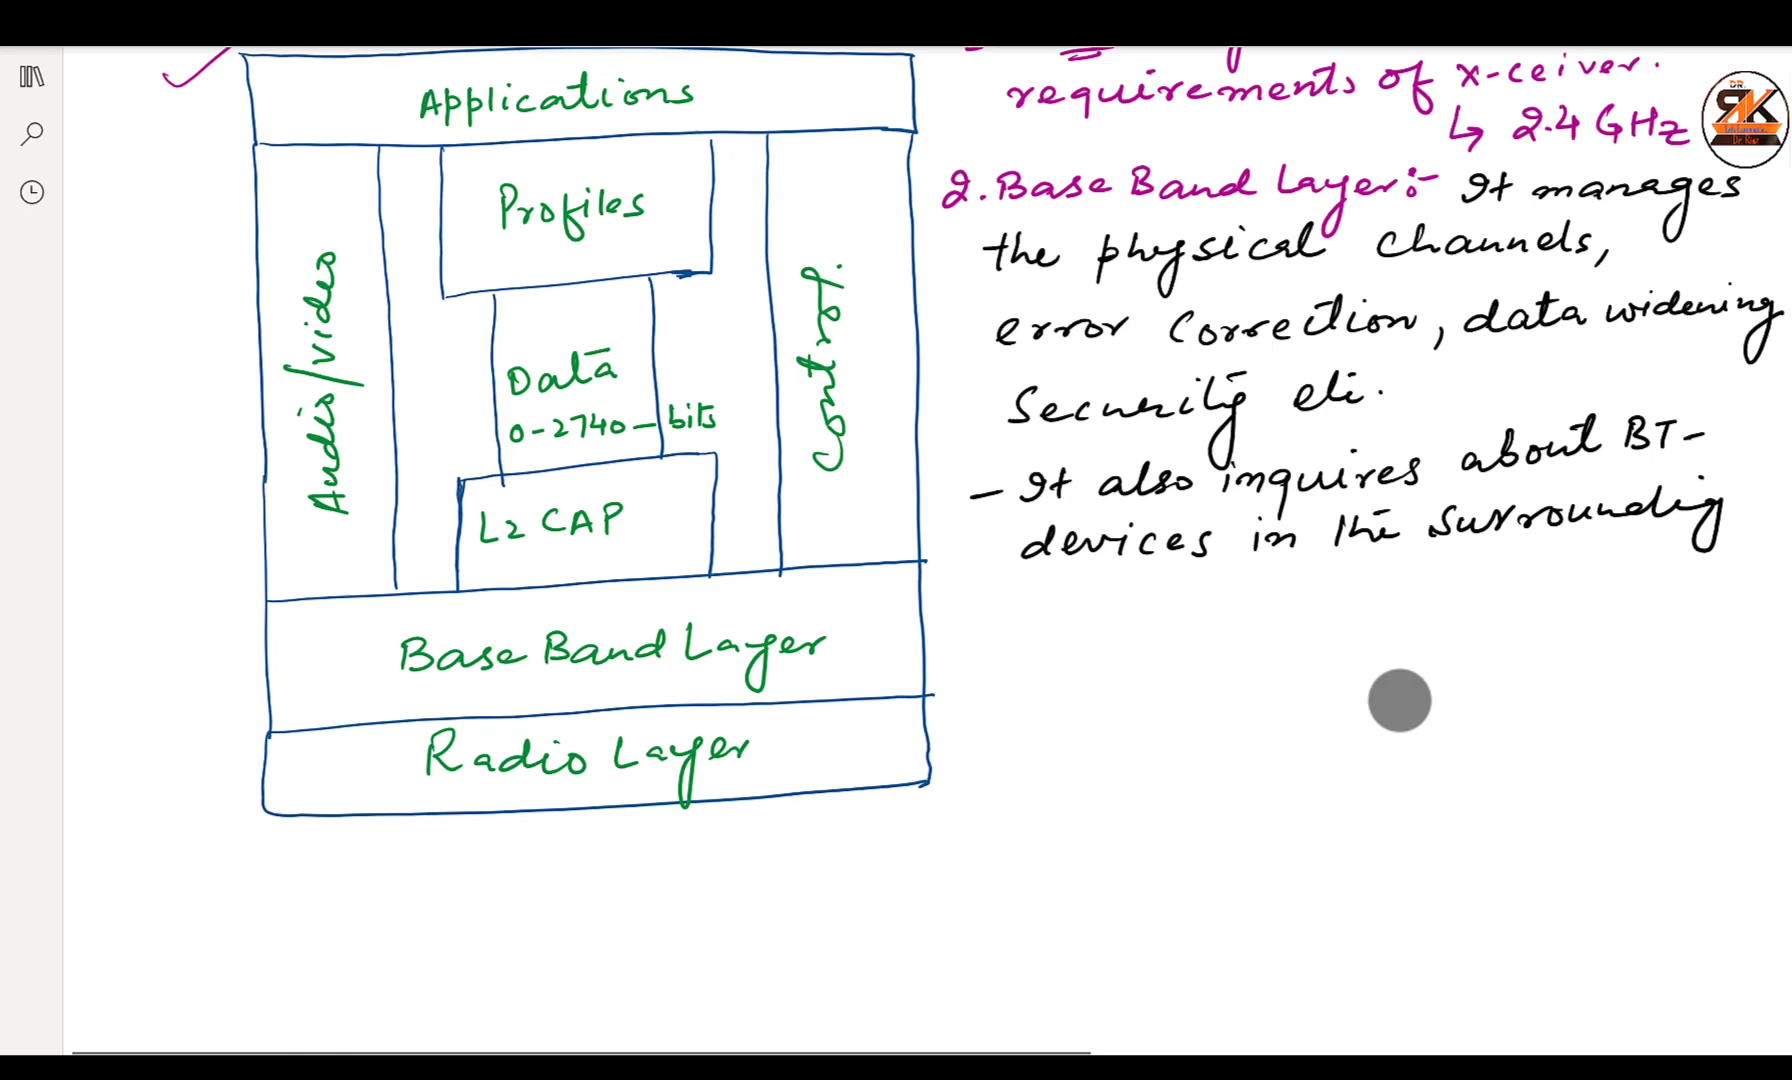 Applications
Profiles
Audio/video
Control.
Data
0-2740-bits
L2 CAP
Base Band Layer
Radio Layer
requirements of x-ceiver.
↳ 2.4 GHz
2. Base Band Layer:- It manages
the physical channels,
error correction, data widening
Security etc.
- It also inquires about BT-
devices in the surrounding
DR.
RK